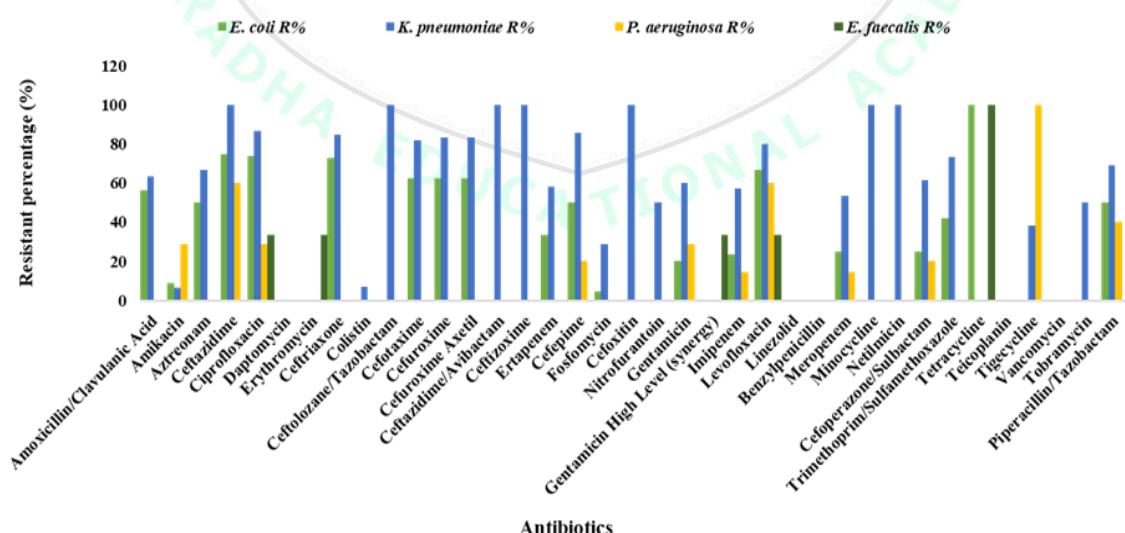 E. coli R%
K. pneumoniae R%
P. aeruginosa R%
E. faecalis R%
RADHA EDUCATIONAL ACAD
Resistant percentage (%)
120
100
80
60
40
20
0
Amoxicillin/Clavulanic Acid
Amikacin
Aztreonam
Ceftazidime
Ciprofloxacin
Daptomycin
Erythromycin
Ceftriaxone
Colistin
Ceftolozane/Tazobactam
Cefotaxime
Cefuroxime
Cefuroxime Axetil
Ceftazidime/Avibactam
Ceftizoxime
Ertapenem
Cefepime
Fosfomycin
Cefoxitin
Nitrofurantoin
Gentamicin
Gentamicin High Level (synergy)
Imipenem
Levofloxacin
Linezolid
Benzylpenicillin
Meropenem
Minocycline
Netilmicin
Cefoperazone/Sulbactam
Trimethoprim/Sulfamethoxazole
Tetracycline
Teicoplanin
Tigecycline
Vancomycin
Tobramycin
Piperacillin/Tazobactam
Antibiotics